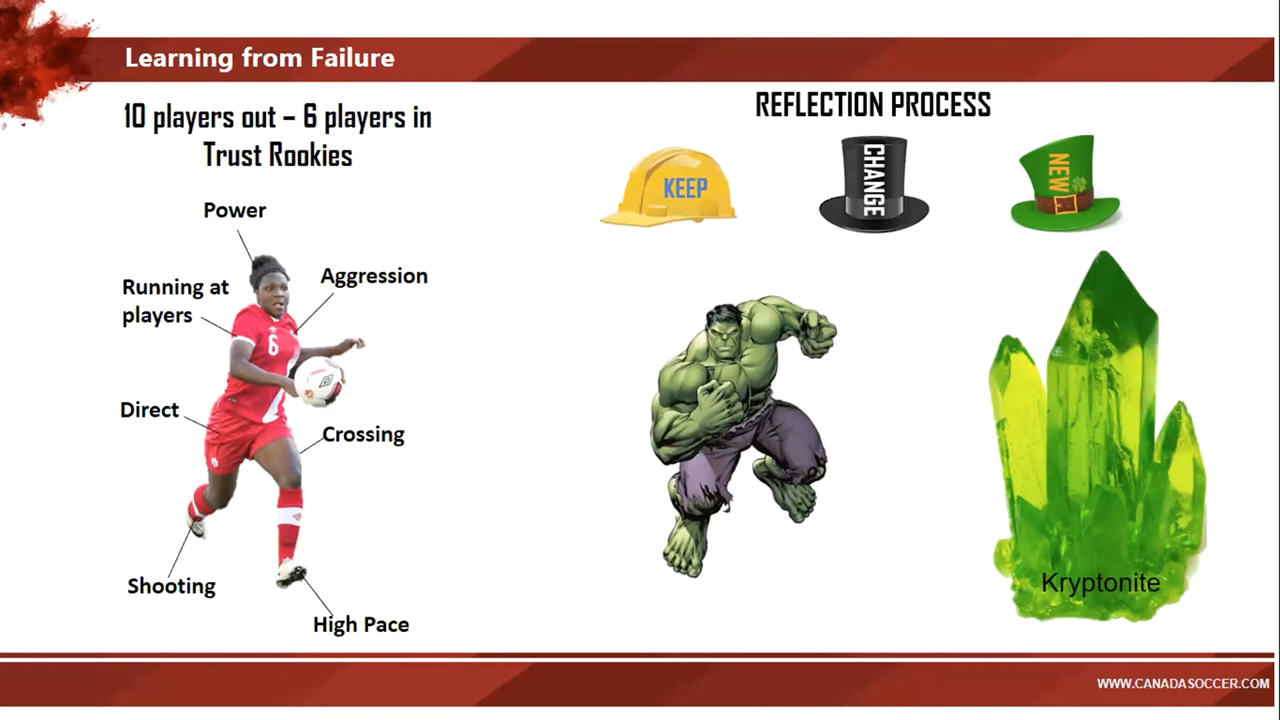 Learning from Failure
10 players out – 6 players in
Trust Rookies
Power
Aggression
Running at
players
6
Direct
Crossing
Shooting
High Pace
REFLECTION PROCESS
KEEP
CHANGE
NEW
Kryptonite
WWW.CANADASOCCER.COM